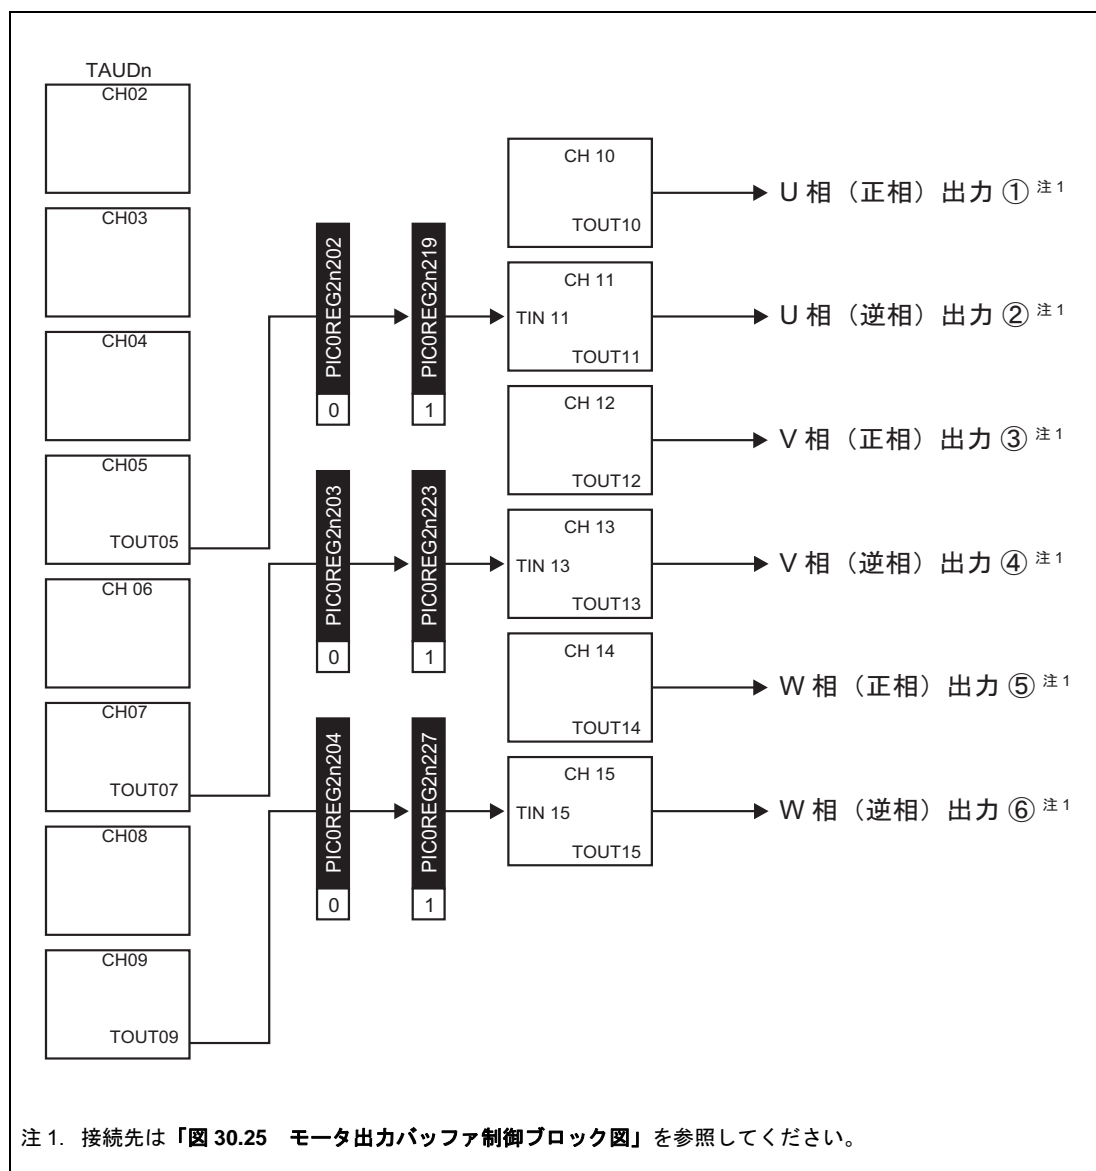 TAUDn
CH02
CH03
CH04
CH05
TOUT05
CH 06
CH07
TOUT07
CH08
CH09
TOUT09
PIC0REG2n202
0
PIC0REG2n219
1
PIC0REG2n203
0
PIC0REG2n223
1
PIC0REG2n204
0
PIC0REG2n227
1
CH 10
TOUT10
U 相（正相）出力 ① 注 1
CH 11
TIN 11
TOUT11
U 相（逆相）出力 ② 注 1
CH 12
TOUT12
V 相（正相）出力 ③ 注 1
CH 13
TIN 13
TOUT13
V 相（逆相）出力 ④ 注 1
CH 14
TOUT14
W 相（正相）出力 ⑤ 注 1
CH 15
TIN 15
TOUT15
W 相（逆相）出力 ⑥ 注 1
注 1. 接続先は「図 30.25 モータ出力バッファ制御ブロック図」を参照してください。